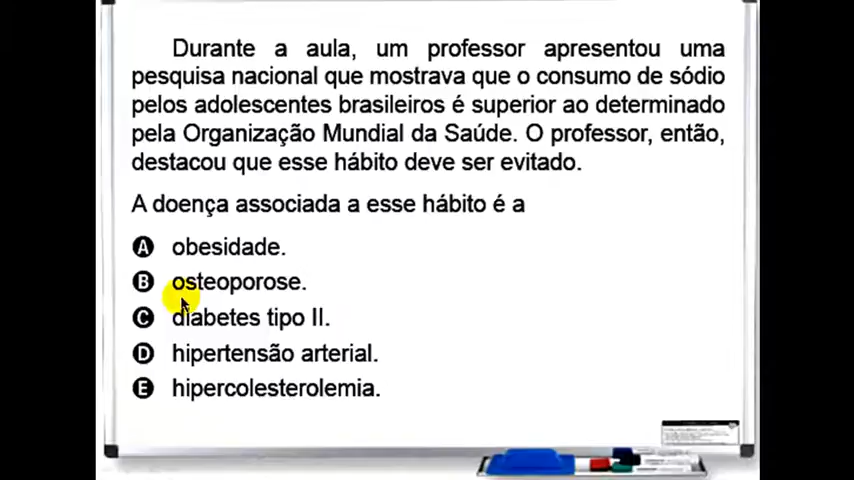 Durante a aula, um professor apresentou uma
pesquisa nacional que mostrava que o consumo de sódio
pelos adolescentes brasileiros é superior ao determinado
pela Organização Mundial da Saúde. O professor, então,
destacou que esse hábito deve ser evitado.
A doença associada a esse hábito é a
A obesidade.
B osteoporose.
C diabetes tipo II.
D hipertensão arterial.
E hipercolesterolemia.